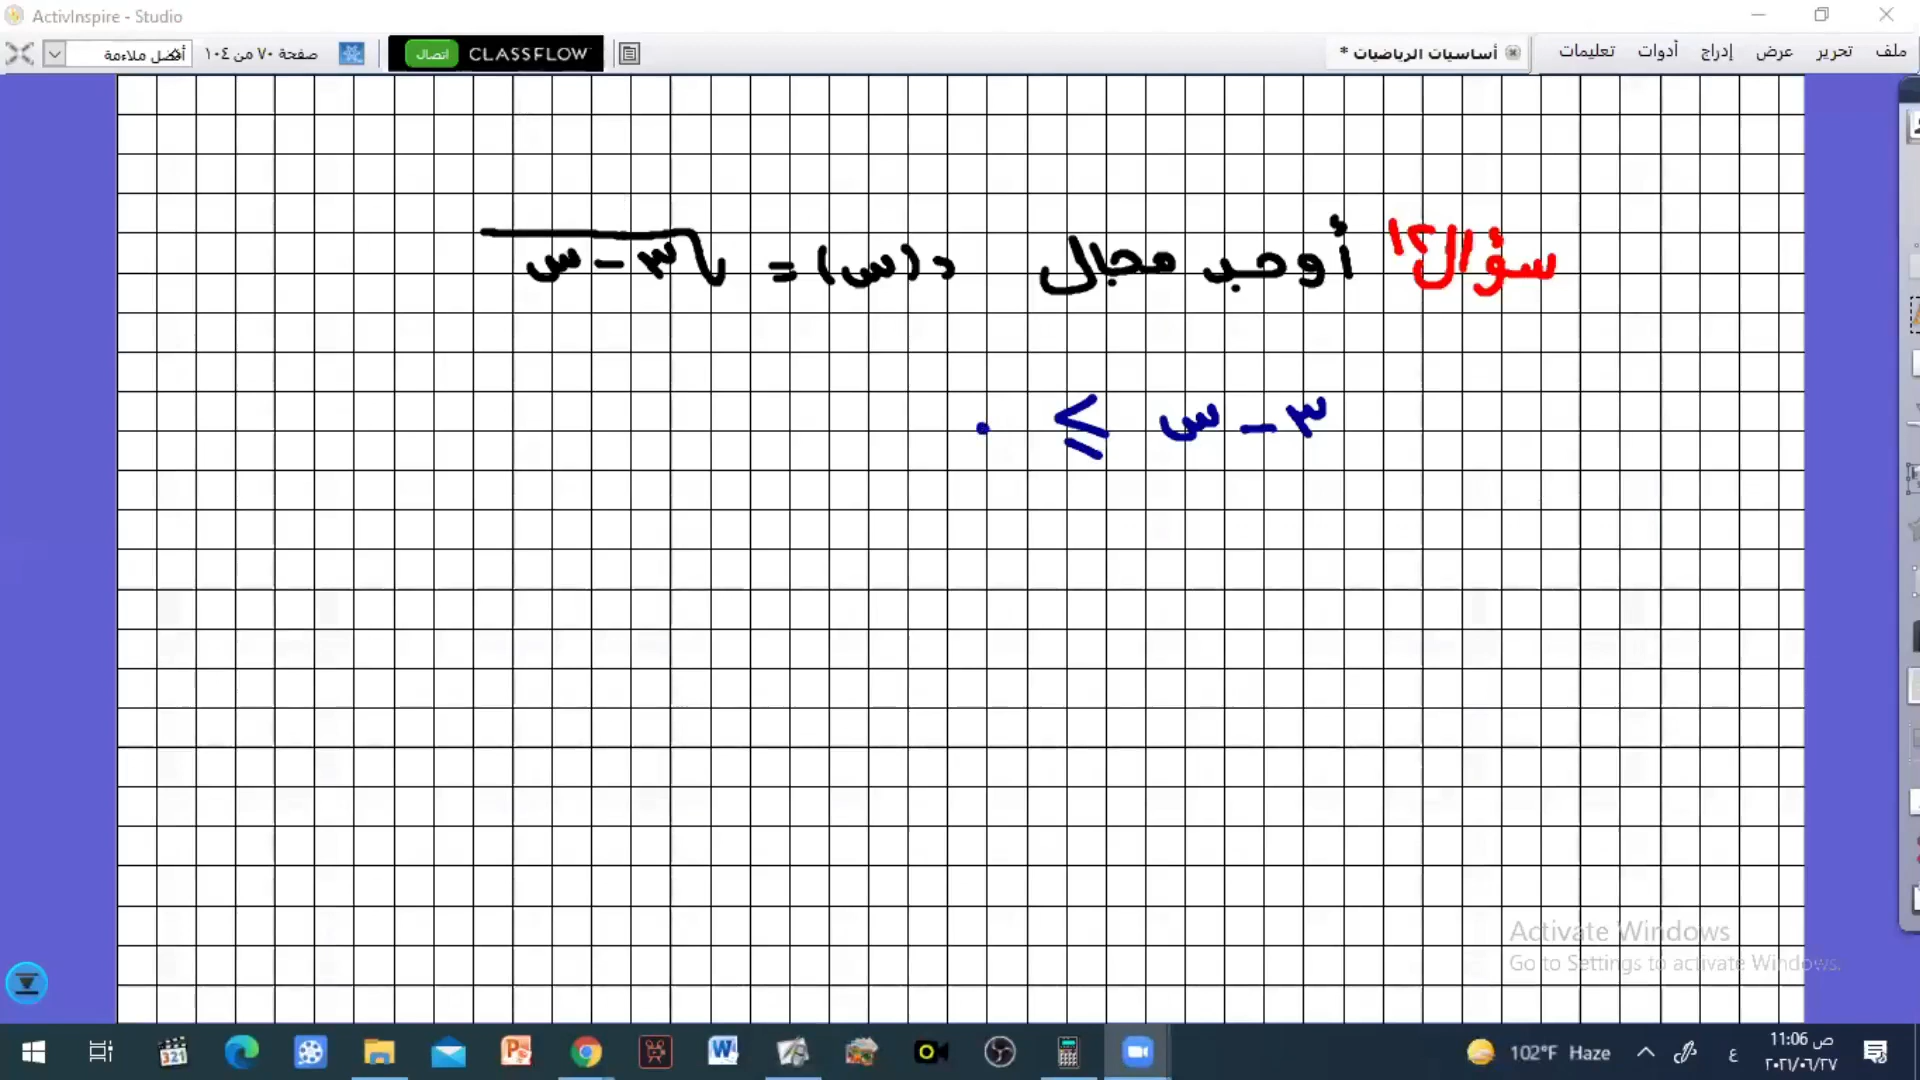 ActivInspire - Studio
ملف تحرير عرض إدراج أدوات تعليمات
أساسيات الرياضيات *
CLASSFLOW اتصال
صفحة ٧٠ من ١٠٤
أفضل ملاءمة
سؤال١٢ أوجد مجال د(س) = √٣-س
٣ - س ≥ ٠
Activate Windows
Go to Settings to activate Windows.
102°F Haze
ع
11:06 ص
٢٠٢١/٠٦/٢٧